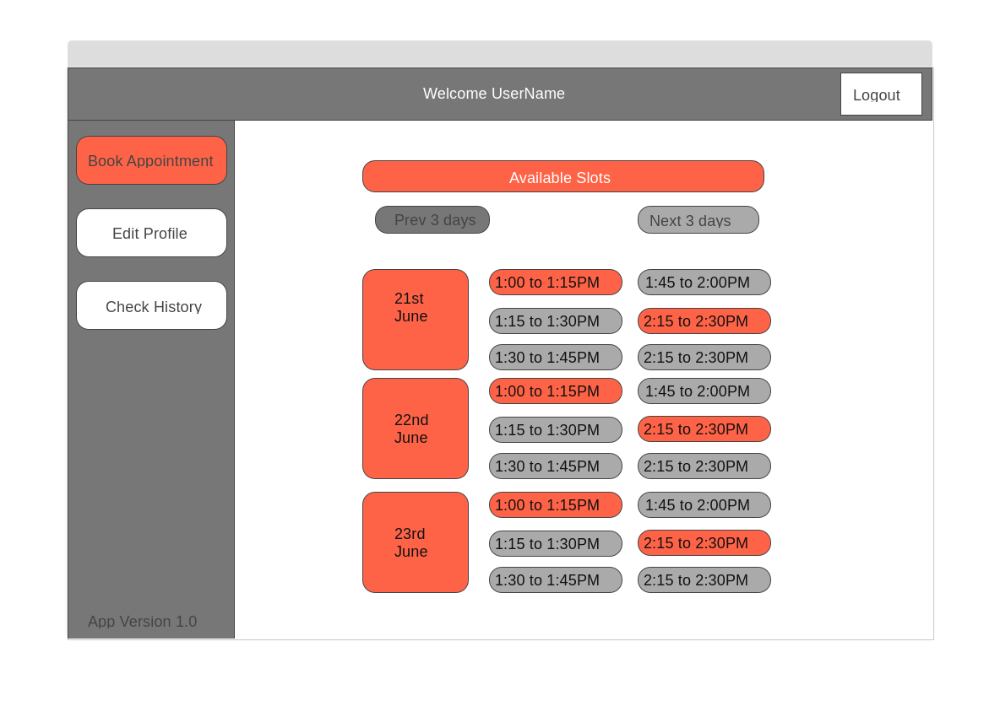 Welcome UserName
Logout
Book Appointment
Edit Profile
Check History
App Version 1.0
Available Slots
Prev 3 days
Next 3 days
21st
June
1:00 to 1:15PM
1:45 to 2:00PM
1:15 to 1:30PM
2:15 to 2:30PM
1:30 to 1:45PM
2:15 to 2:30PM
22nd
June
1:00 to 1:15PM
1:45 to 2:00PM
1:15 to 1:30PM
2:15 to 2:30PM
1:30 to 1:45PM
2:15 to 2:30PM
23rd
June
1:00 to 1:15PM
1:45 to 2:00PM
1:15 to 1:30PM
2:15 to 2:30PM
1:30 to 1:45PM
2:15 to 2:30PM